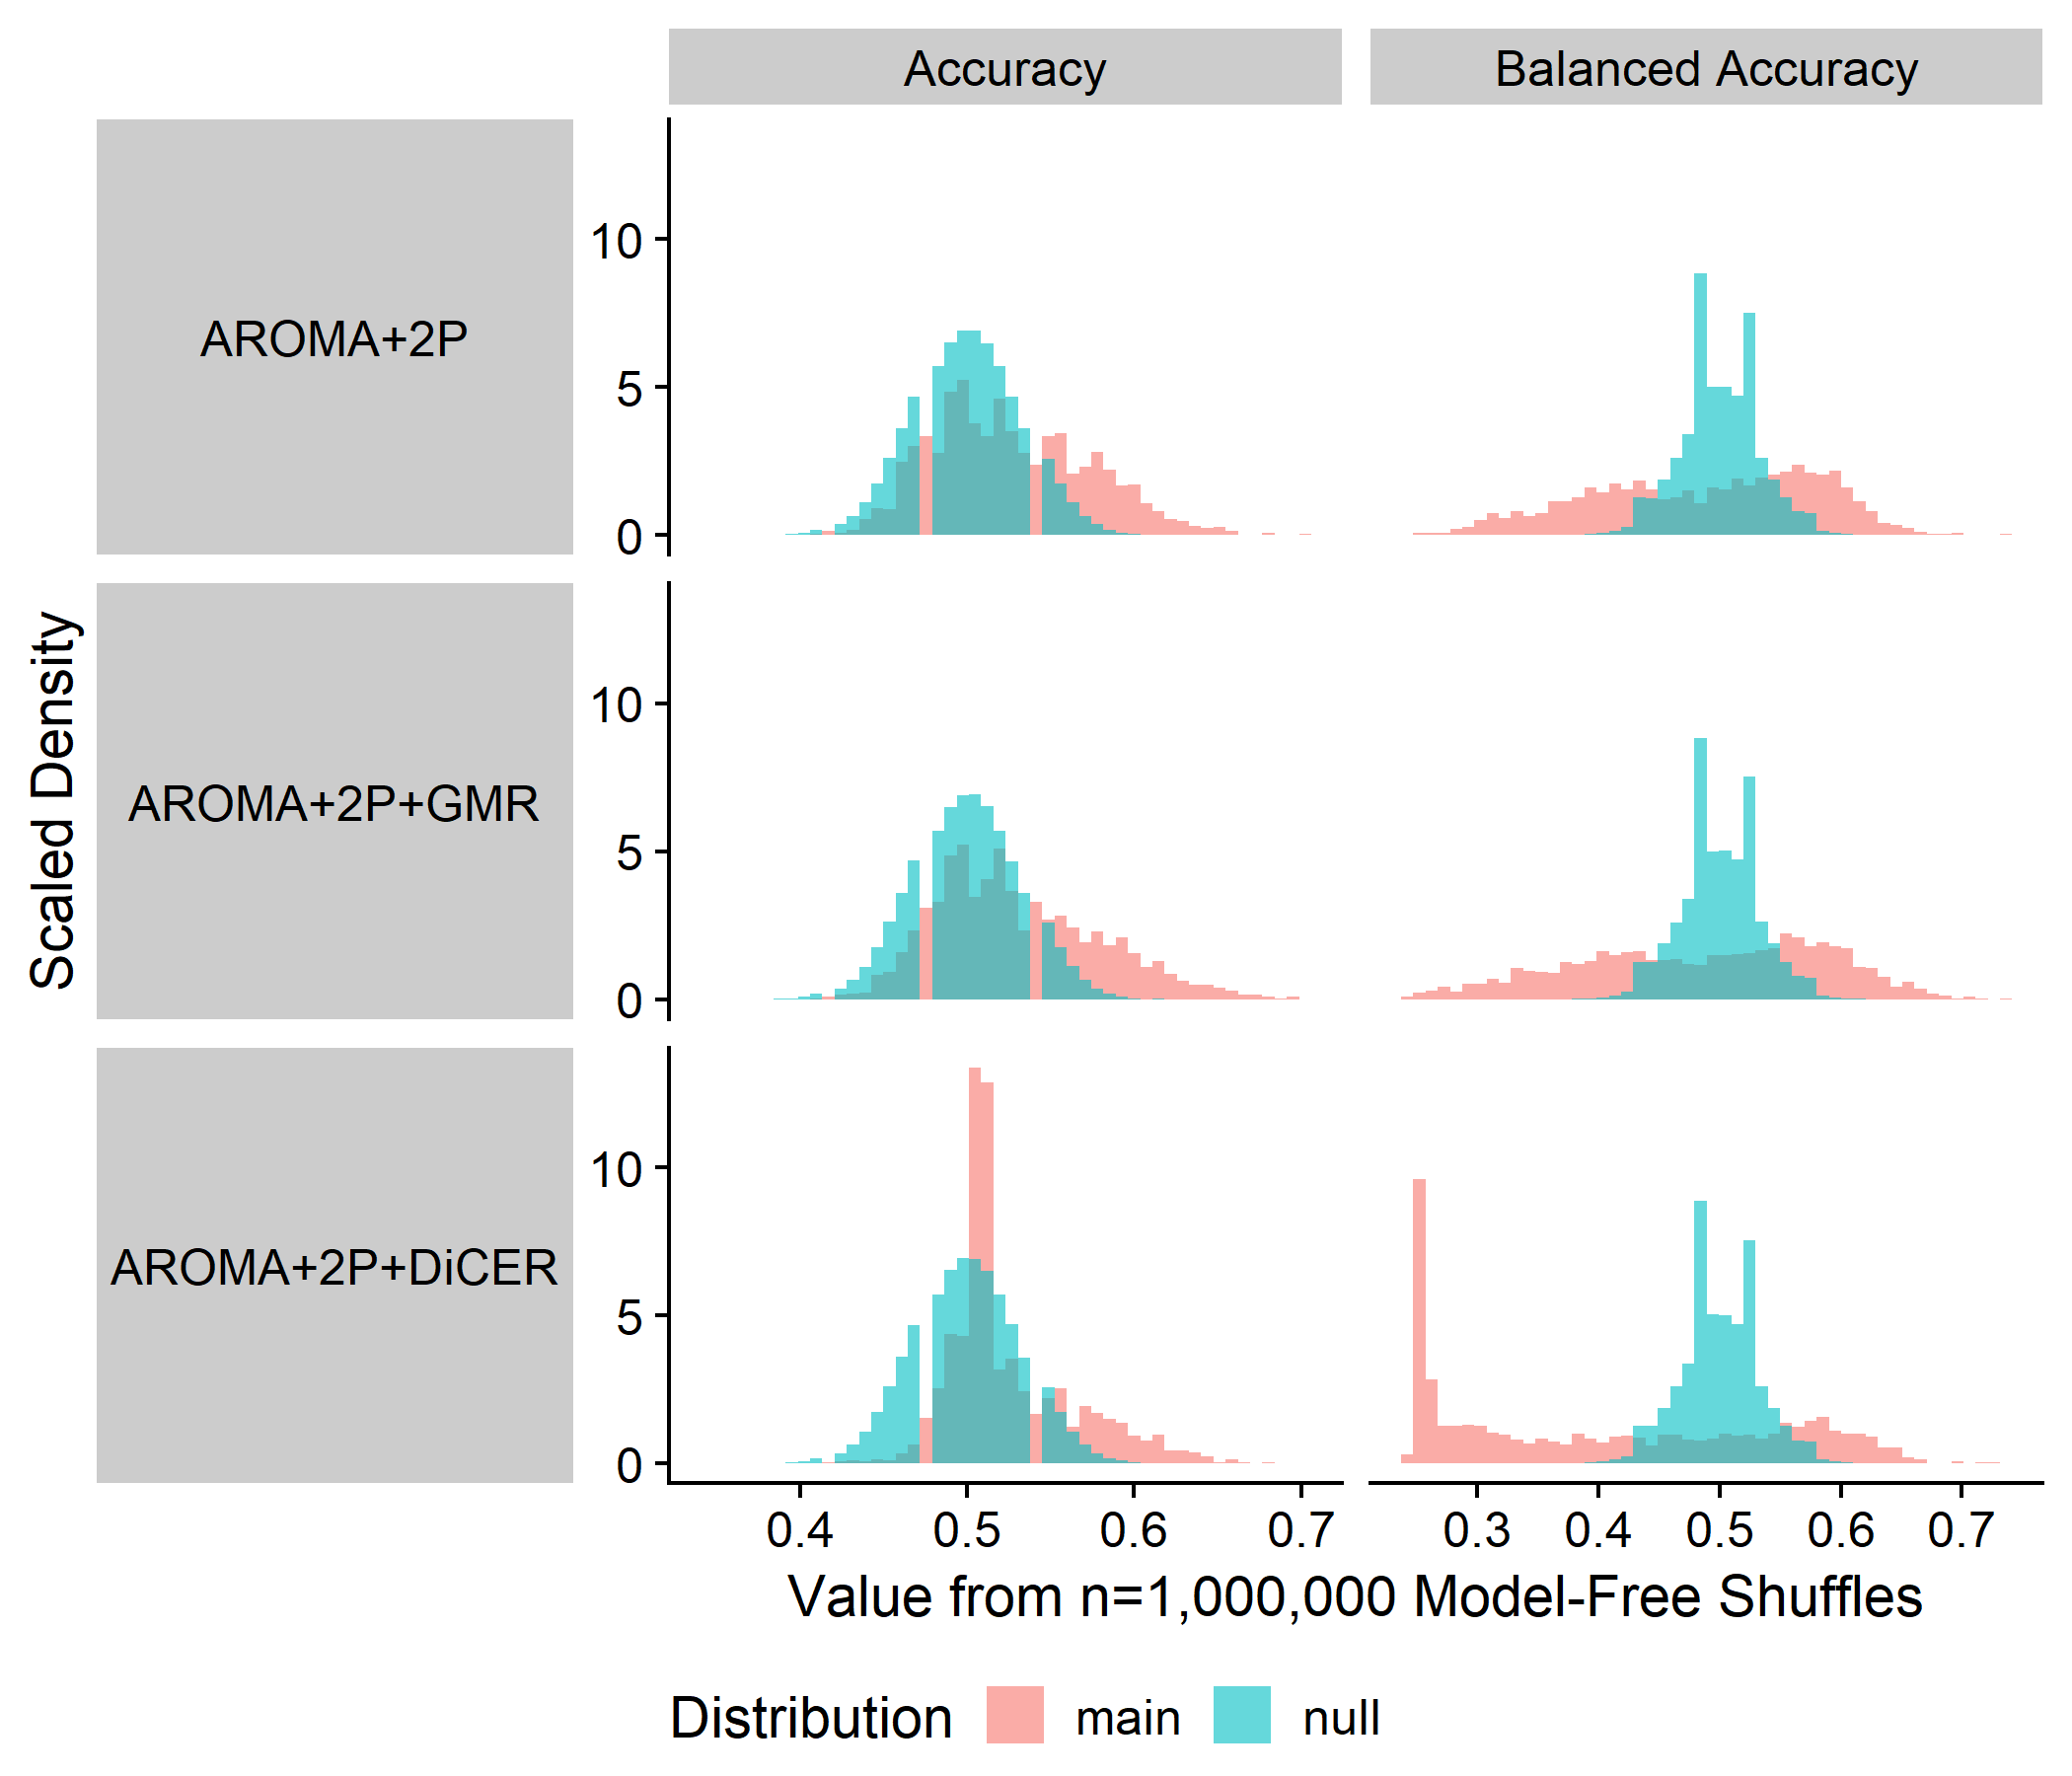 Accuracy
Balanced Accuracy
AROMA+2P
10
5
0
Scaled Density
AROMA+2P+GMR
10
5
0
AROMA+2P+DiCER
10
5
0
0.4 0.5 0.6 0.7
0.3 0.4 0.5 0.6 0.7
Value from n=1,000,000 Model-Free Shuffles
Distribution main null